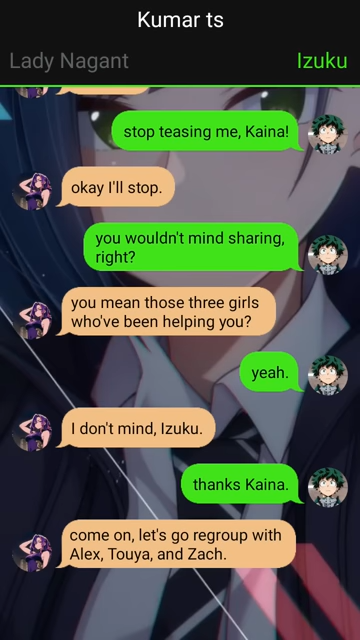 Kumar ts
Lady Nagant
Izuku
stop teasing me, Kaina!
okay I'll stop.
you wouldn't mind sharing,
right?
you mean those three girls
who've been helping you?
yeah.
I don't mind, Izuku.
thanks Kaina.
come on, let's go regroup with
Alex, Touya, and Zach.